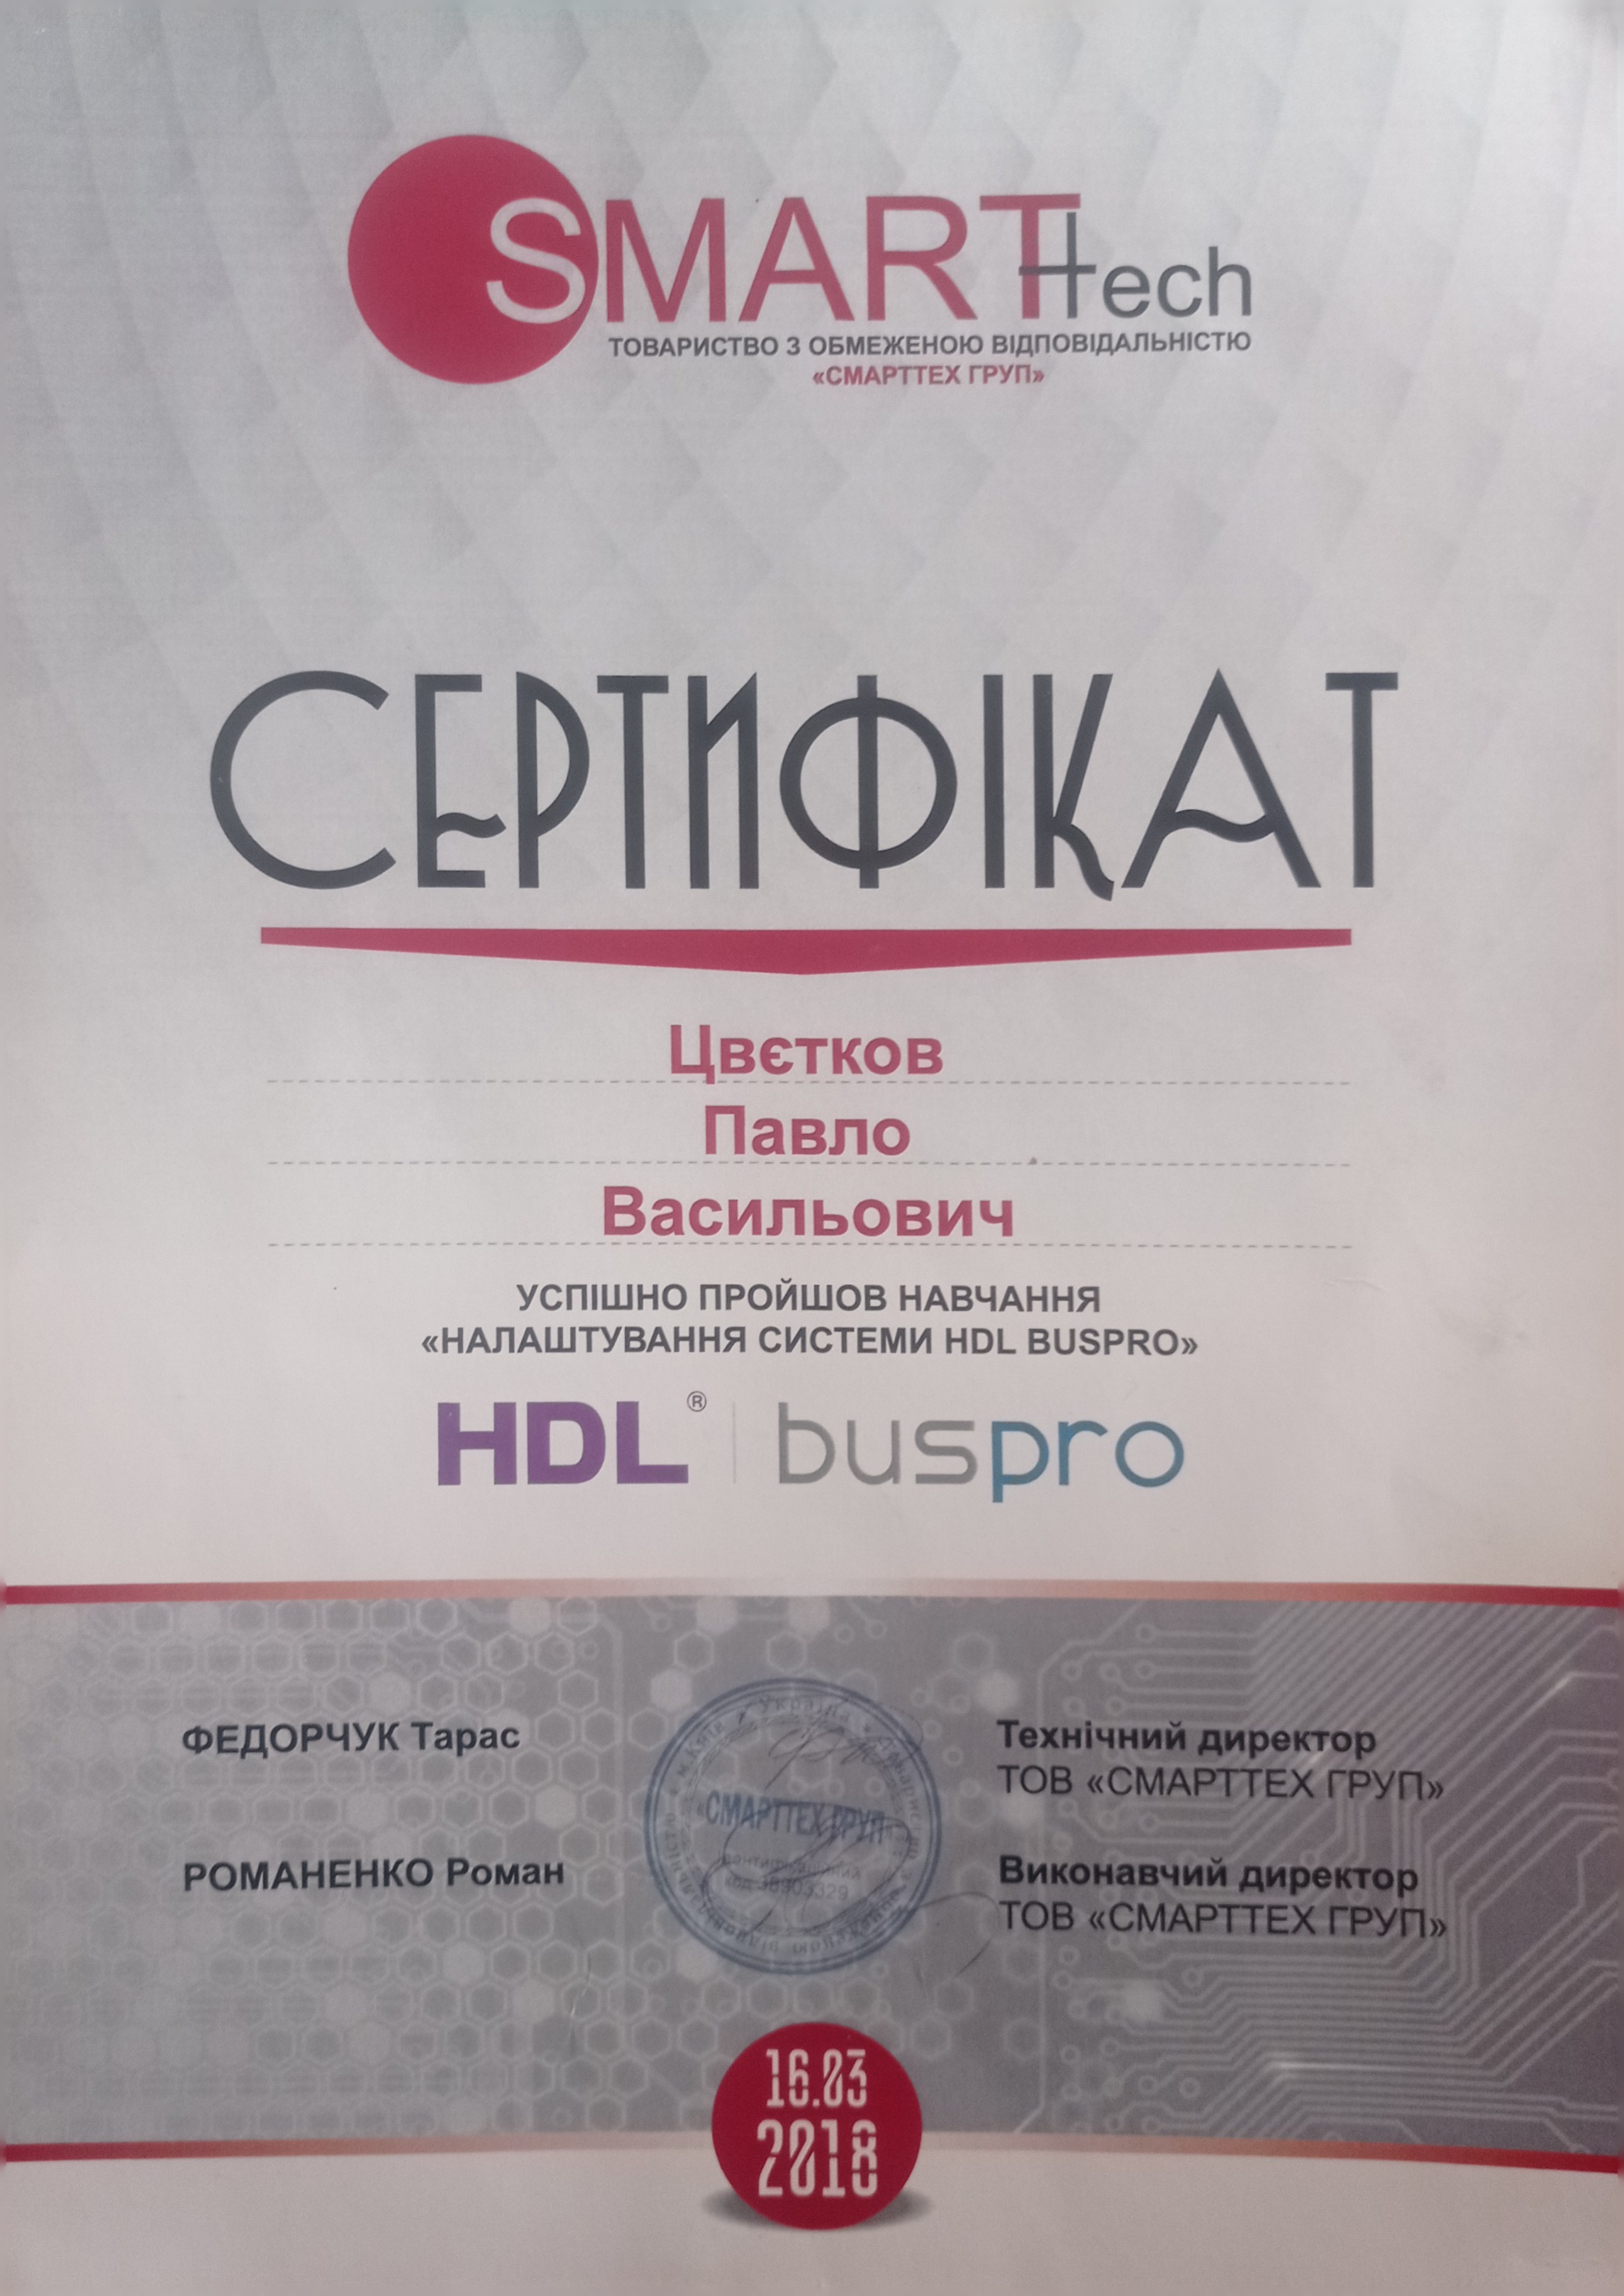 SMART tech
ТОВАРИСТВО З ОБМЕЖЕНОЮ ВІДПОВІДАЛЬНІСТЮ
«СМАРТТЕХ ГРУП»
СЕРТИФІКАТ
Цвєтков
Павло
Васильович
УСПІШНО ПРОЙШОВ НАВЧАННЯ
«НАЛАШТУВАННЯ СИСТЕМИ HDL BUSPRO»
HDL® | buspro
ФЕДОРЧУК Тарас
Технічний директор
ТОВ «СМАРТТЕХ ГРУП»
м.Київ * Україна *
«СМАРТТЕХ ГРУП»
Ідентифікаційний
код
РОМАНЕНКО Роман
Виконавчий директор
ТОВ «СМАРТТЕХ ГРУП»
16.03
2018